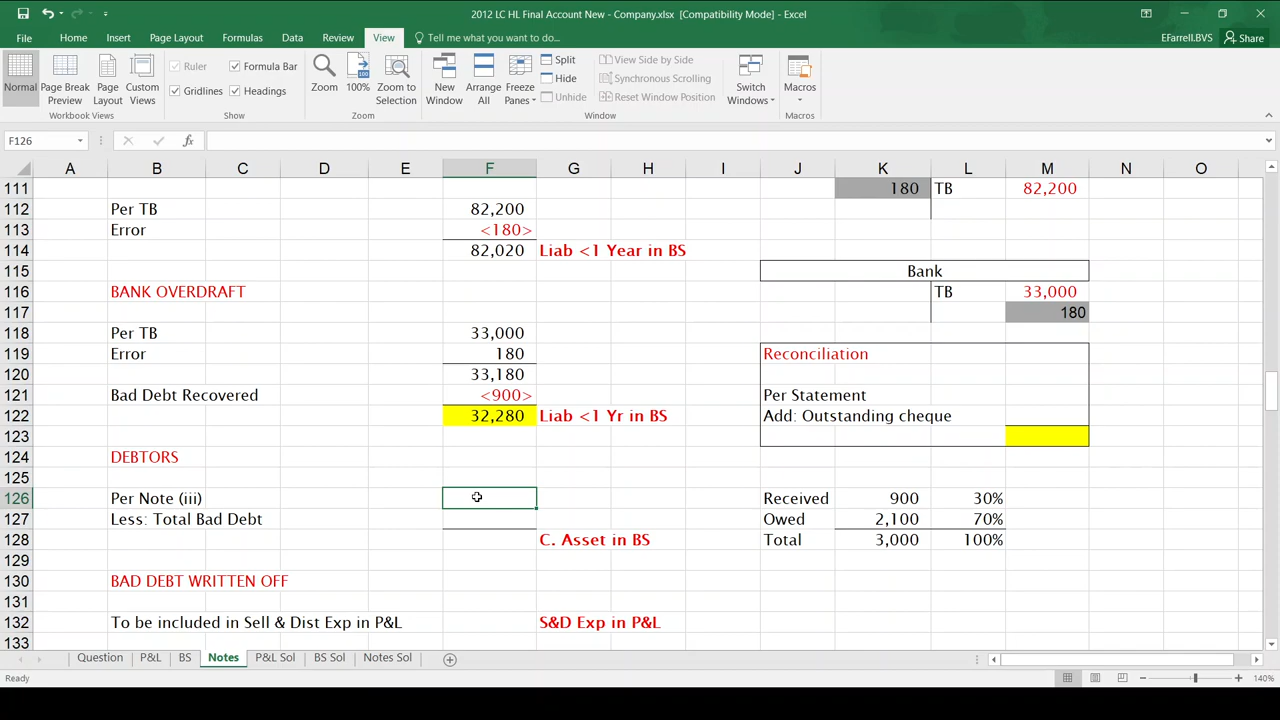 2012 LC HL Final Account New - Company.xlsx [Compatibility Mode] - Excel
File Home Insert Page Layout Formulas Data Review View Tell me what you want to do... EFarrell.BVS Share
Normal Page Break Preview Page Layout Custom Views Ruler Formula Bar Gridlines Headings Zoom 100% Zoom to Selection New Window Arrange All Freeze Panes Split Hide Unhide View Side by Side Synchronous Scrolling Reset Window Position Switch Windows Macros
Workbook Views Show Zoom Window Macros
F126 fx
A B C D E F G H I J K L M N O
111 180 TB 82,200
112 Per TB 82,200
113 Error <180>
114 82,020 Liab <1 Year in BS
115 Bank
116 BANK OVERDRAFT TB 33,000
117 180
118 Per TB 33,000
119 Error 180 Reconciliation
120 33,180
121 Bad Debt Recovered <900> Per Statement
122 32,280 Liab <1 Yr in BS Add: Outstanding cheque
123
124 DEBTORS
125
126 Per Note (iii) Received 900 30%
127 Less: Total Bad Debt Owed 2,100 70%
128 C. Asset in BS Total 3,000 100%
129
130 BAD DEBT WRITTEN OFF
131
132 To be included in Sell & Dist Exp in P&L S&D Exp in P&L
133
Question P&L BS Notes P&L Sol BS Sol Notes Sol
Ready 140%